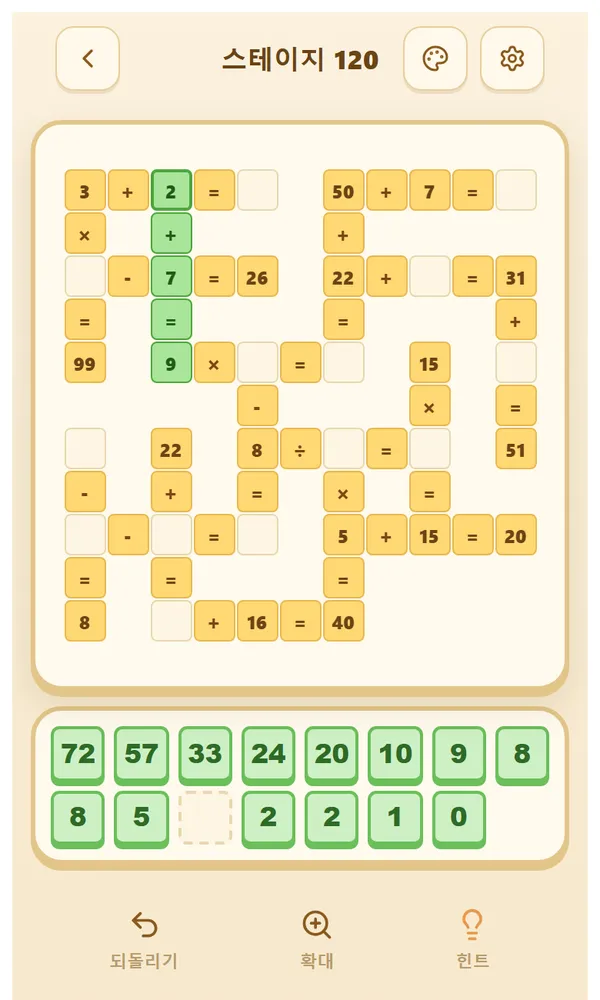 스테이지 120
3 + 2 = 50 + 7 =
× + +
- 7 = 26 22 + = 31
= = = +
99 9 × = 15
- × =
22 8 ÷ = 51
- + = × =
- = 5 + 15 = 20
= = =
8 + 16 = 40
72 57 33 24 20 10 9 8
8 5 2 2 1 0
되돌리기 확대 힌트